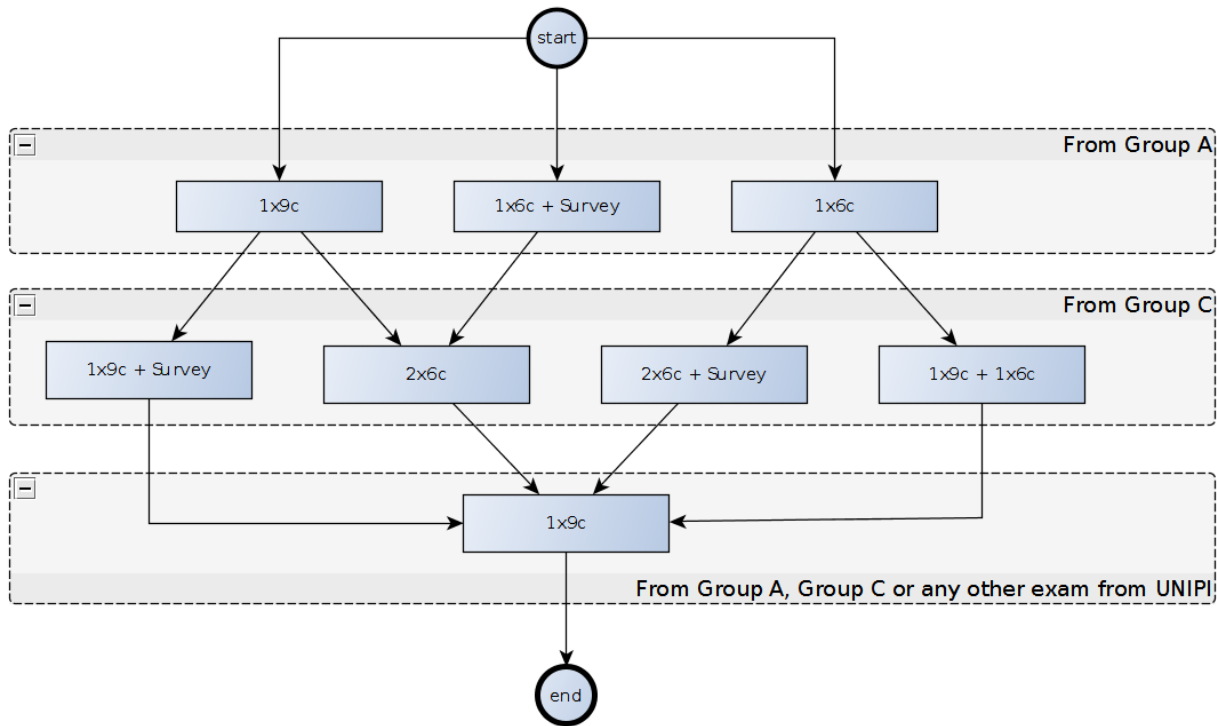 start
From Group A
1x9c
1x6c + Survey
1x6c
From Group C
1x9c + Survey
2x6c
2x6c + Survey
1x9c + 1x6c
1x9c
From Group A, Group C or any other exam from UNIPI
end